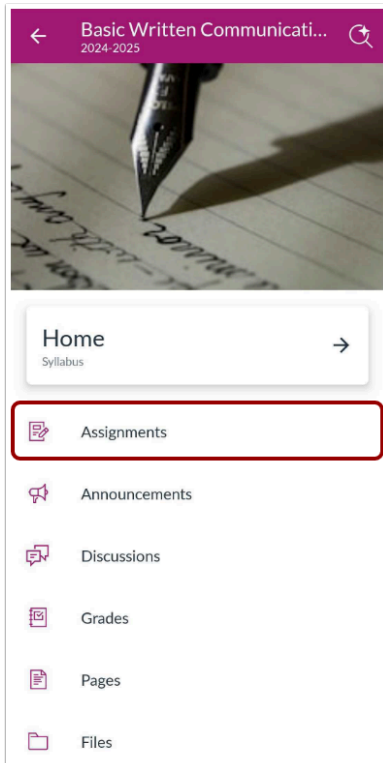 Basic Written Communicati...
2024-2025
Home
Syllabus
Assignments
Announcements
Discussions
Grades
Pages
Files